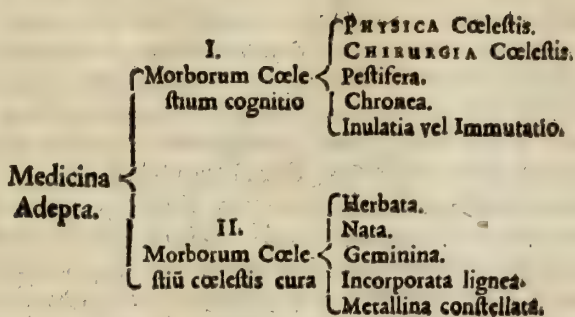 I.
Morborum Cœle-
ſtium cognitio
PHYSICA Cœleſtis.
CHIRURGIA Cœleſtis.
Peſtifera.
Chronea.
Inulatia vel Immutatio.
Medicina
Adepta.
II.
Morborum Cœle-
ſtiū cœleſtis cura
Herbata.
Nata.
Geminina.
Incorporata lignea.
Metallina conſtellata.